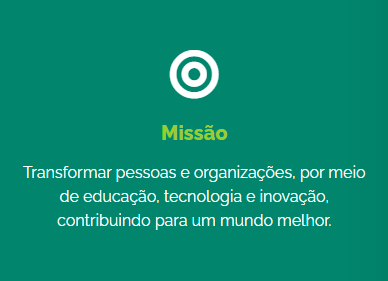 Missão
Transformar pessoas e organizações, por meio
de educação, tecnologia e inovação,
contribuindo para um mundo melhor.